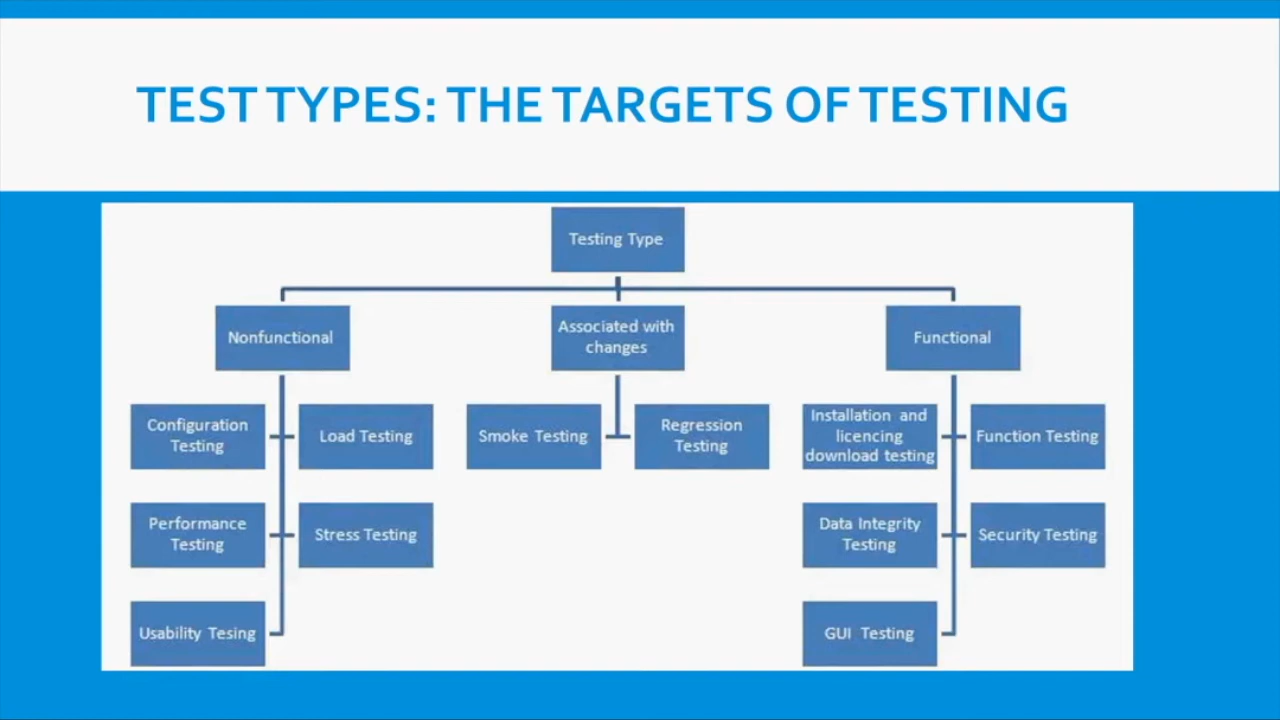 TEST TYPES: THE TARGETS OF TESTING
Testing Type
Nonfunctional
Associated with
changes
Functional
Configuration
Testing
Load Testing
Smoke Testing
Regression
Testing
Installation and
licencing
download testing
Function Testing
Performance
Testing
Stress Testing
Data Integrity
Testing
Security Testing
Usability Tesing
GUI Testing